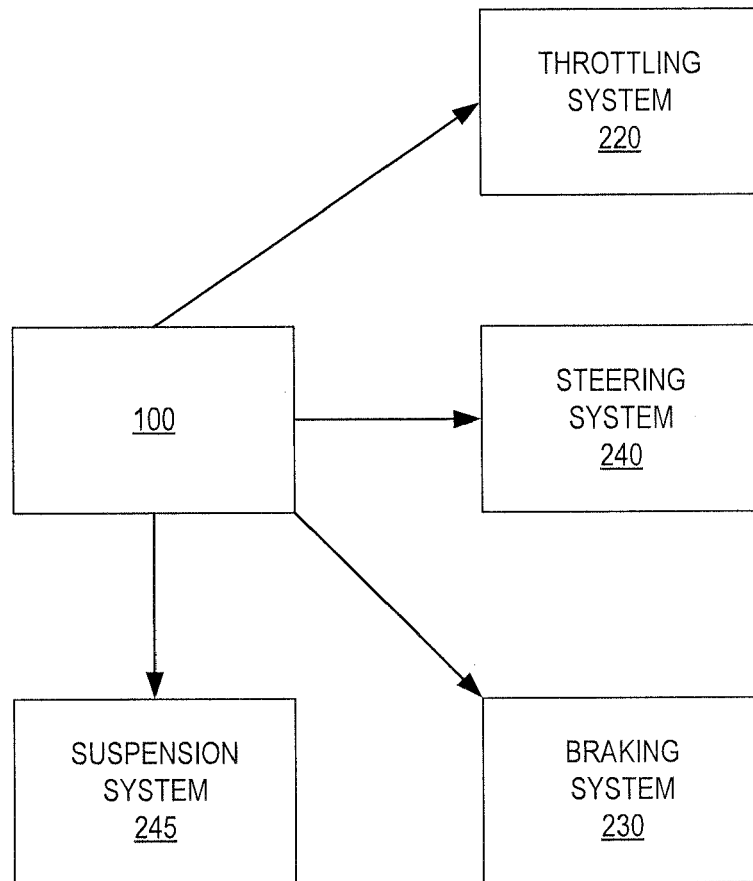 THROTTLING
SYSTEM
220
100
STEERING
SYSTEM
240
SUSPENSION
SYSTEM
245
BRAKING
SYSTEM
230